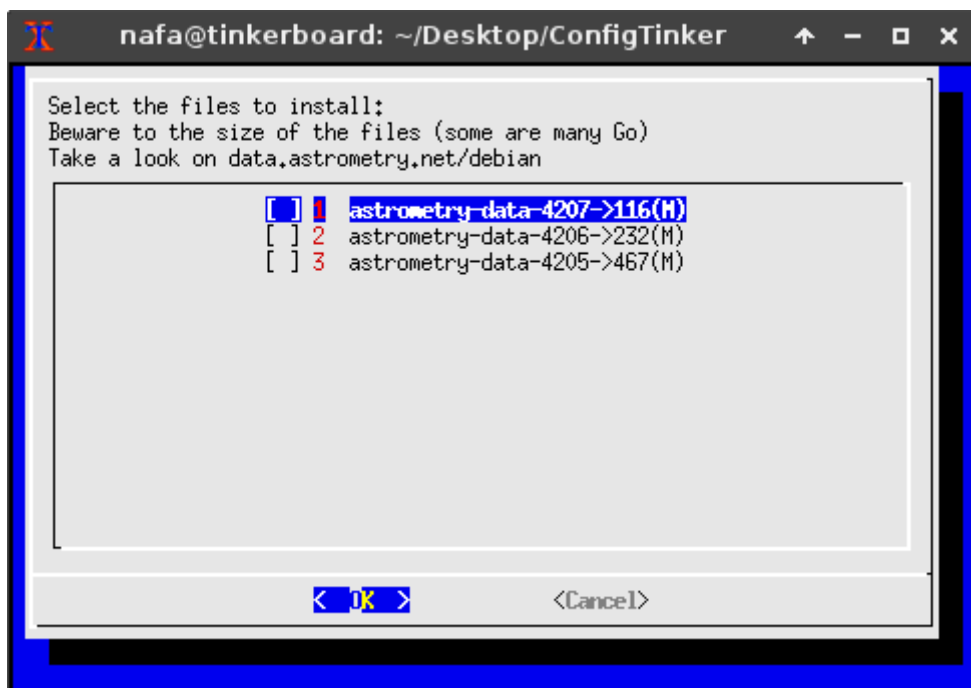 nafa@tinkerboard: ~/Desktop/ConfigTinker
Select the files to install:
Beware to the size of the files (some are many Go)
Take a look on data.astrometry.net/debian
[ ] 1 astrometry-data-4207->116(M)
[ ] 2 astrometry-data-4206->232(M)
[ ] 3 astrometry-data-4205->467(M)
< OK > <Cancel>